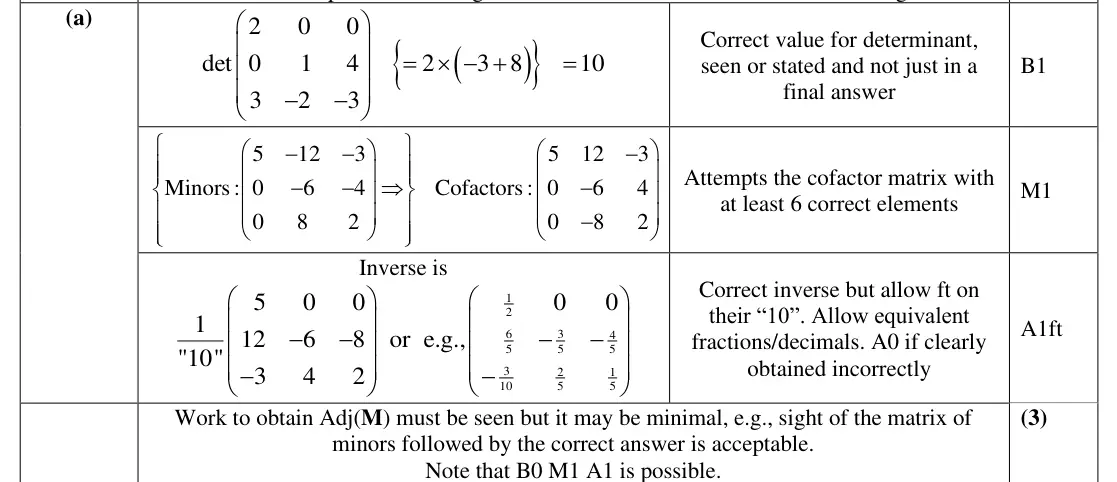 (a)
det ( 2 0 0
0 1 4
3 −2 −3 ) { = 2 × ( −3 + 8 ) } = 10
Correct value for determinant,
seen or stated and not just in a
final answer
B1
{ Minors : ( 5 −12 −3
0 −6 −4
0 8 2 ) ⇒ } Cofactors : ( 5 12 −3
0 −6 4
0 −8 2 )
Attempts the cofactor matrix with
at least 6 correct elements
M1
Inverse is
1/"10" ( 5 0 0
12 −6 −8
−3 4 2 ) or e.g., ( 1/2 0 0
6/5 −3/5 −4/5
−3/10 2/5 1/5 )
Correct inverse but allow ft on
their “10”. Allow equivalent
fractions/decimals. A0 if clearly
obtained incorrectly
A1ft
Work to obtain Adj(M) must be seen but it may be minimal, e.g., sight of the matrix of
minors followed by the correct answer is acceptable.
Note that B0 M1 A1 is possible.
(3)